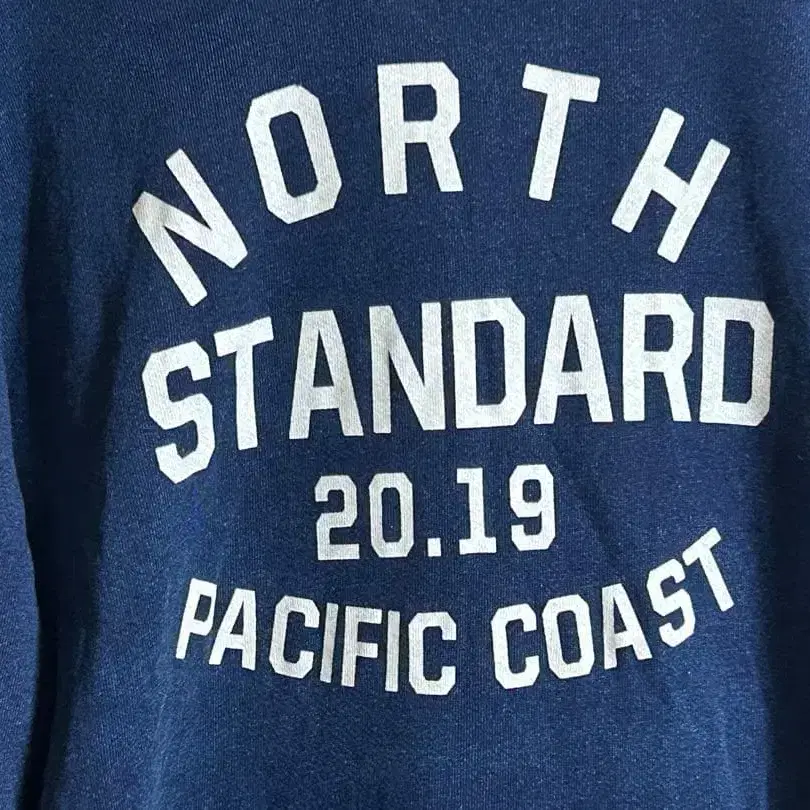 NORTH
STANDARD
20.19
PACIFIC COAST